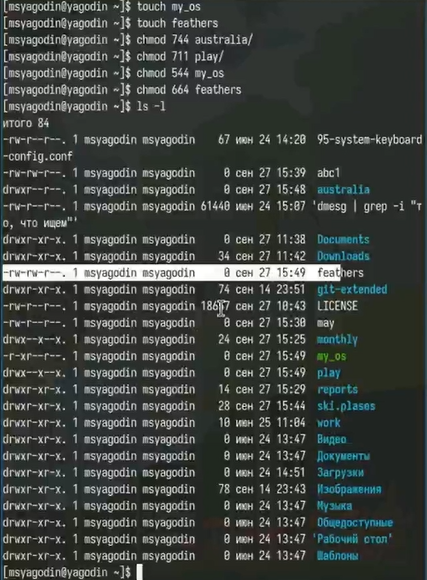 [msyagodin@yagodin ~]$ touch my_os
[msyagodin@yagodin ~]$ touch feathers
[msyagodin@yagodin ~]$ chmod 744 australia/
[msyagodin@yagodin ~]$ chmod 711 play/
[msyagodin@yagodin ~]$ chmod 544 my_os
[msyagodin@yagodin ~]$ chmod 664 feathers
[msyagodin@yagodin ~]$ ls -l
итого 84
-rw-r--r--. 1 msyagodin msyagodin 67 июн 24 14:20 95-system-keyboard
-config.conf
-rw-r--r--. 1 msyagodin msyagodin 0 сен 27 15:39 abc1
drwxr--r--. 1 msyagodin msyagodin 0 сен 27 15:48 australia
-rw-r--r--. 1 msyagodin msyagodin 61440 июн 24 15:07 'dmesg | grep -i "т
о, что ищем"'
drwxr-xr-x. 1 msyagodin msyagodin 0 сен 27 11:38 Documents
drwxr-xr-x. 1 msyagodin msyagodin 34 сен 27 11:42 Downloads
-rw-rw-r--. 1 msyagodin msyagodin 0 сен 27 15:49 feathers
drwxr-xr-x. 1 msyagodin msyagodin 74 сен 14 23:51 git-extended
-rw-r--r--. 1 msyagodin msyagodin сен 27 10:43 LICENSE
-rw-r--r--. 1 msyagodin msyagodin 0 сен 27 15:30 may
drwx--x--x. 1 msyagodin msyagodin 24 сен 27 15:25 monthly
-r-xr--r--. 1 msyagodin msyagodin 0 сен 27 15:49 my_os
drwx--x--x. 1 msyagodin msyagodin 0 сен 27 15:49 play
drwxr-xr-x. 1 msyagodin msyagodin 14 сен 27 15:29 reports
drwxr-xr-x. 1 msyagodin msyagodin 28 сен 27 15:44 ski.plases
drwxr-xr-x. 1 msyagodin msyagodin 10 июн 25 11:04 work
drwxr-xr-x. 1 msyagodin msyagodin 0 июн 24 13:47 Видео
drwxr-xr-x. 1 msyagodin msyagodin 0 июн 24 13:47 Документы
drwxr-xr-x. 1 msyagodin msyagodin 0 июн 24 14:51 Загрузки
drwxr-xr-x. 1 msyagodin msyagodin 78 сен 14 23:43 Изображения
drwxr-xr-x. 1 msyagodin msyagodin 0 июн 24 13:47 Музыка
drwxr-xr-x. 1 msyagodin msyagodin 0 июн 24 13:47 Общедоступные
drwxr-xr-x. 1 msyagodin msyagodin 0 июн 24 13:47 'Рабочий стол'
drwxr-xr-x. 1 msyagodin msyagodin 0 июн 24 13:47 Шаблоны
[msyagodin@yagodin ~]$